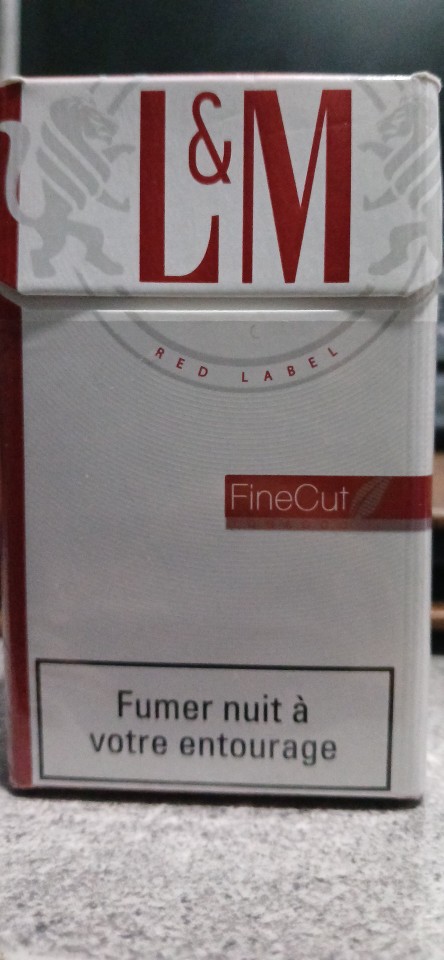 L&M
RED LABEL
FineCut
Fumer nuit à
votre entourage